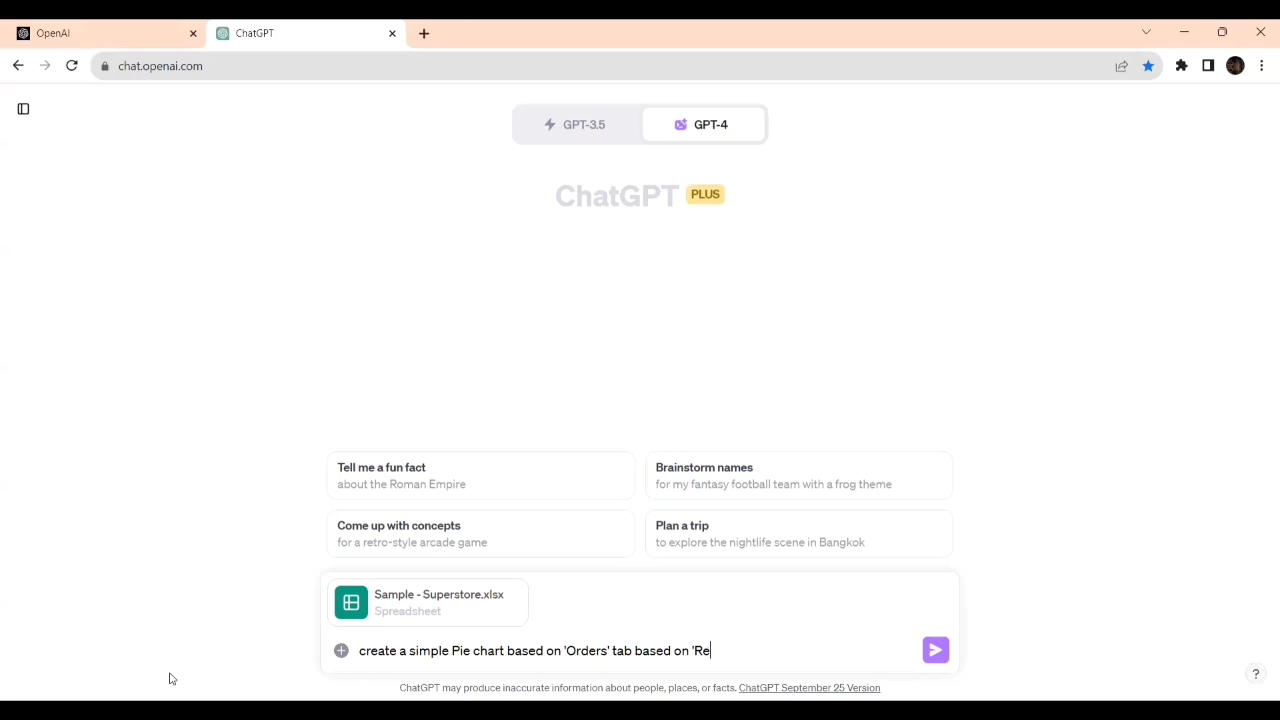 OpenAI
ChatGPT
chat.openai.com
GPT-3.5
GPT-4
ChatGPT PLUS
Tell me a fun fact
about the Roman Empire
Brainstorm names
for my fantasy football team with a frog theme
Come up with concepts
for a retro-style arcade game
Plan a trip
to explore the nightlife scene in Bangkok
Sample - Superstore.xlsx
Spreadsheet
create a simple Pie chart based on 'Orders' tab based on 'Re
ChatGPT may produce inaccurate information about people, places, or facts. ChatGPT September 25 Version
?